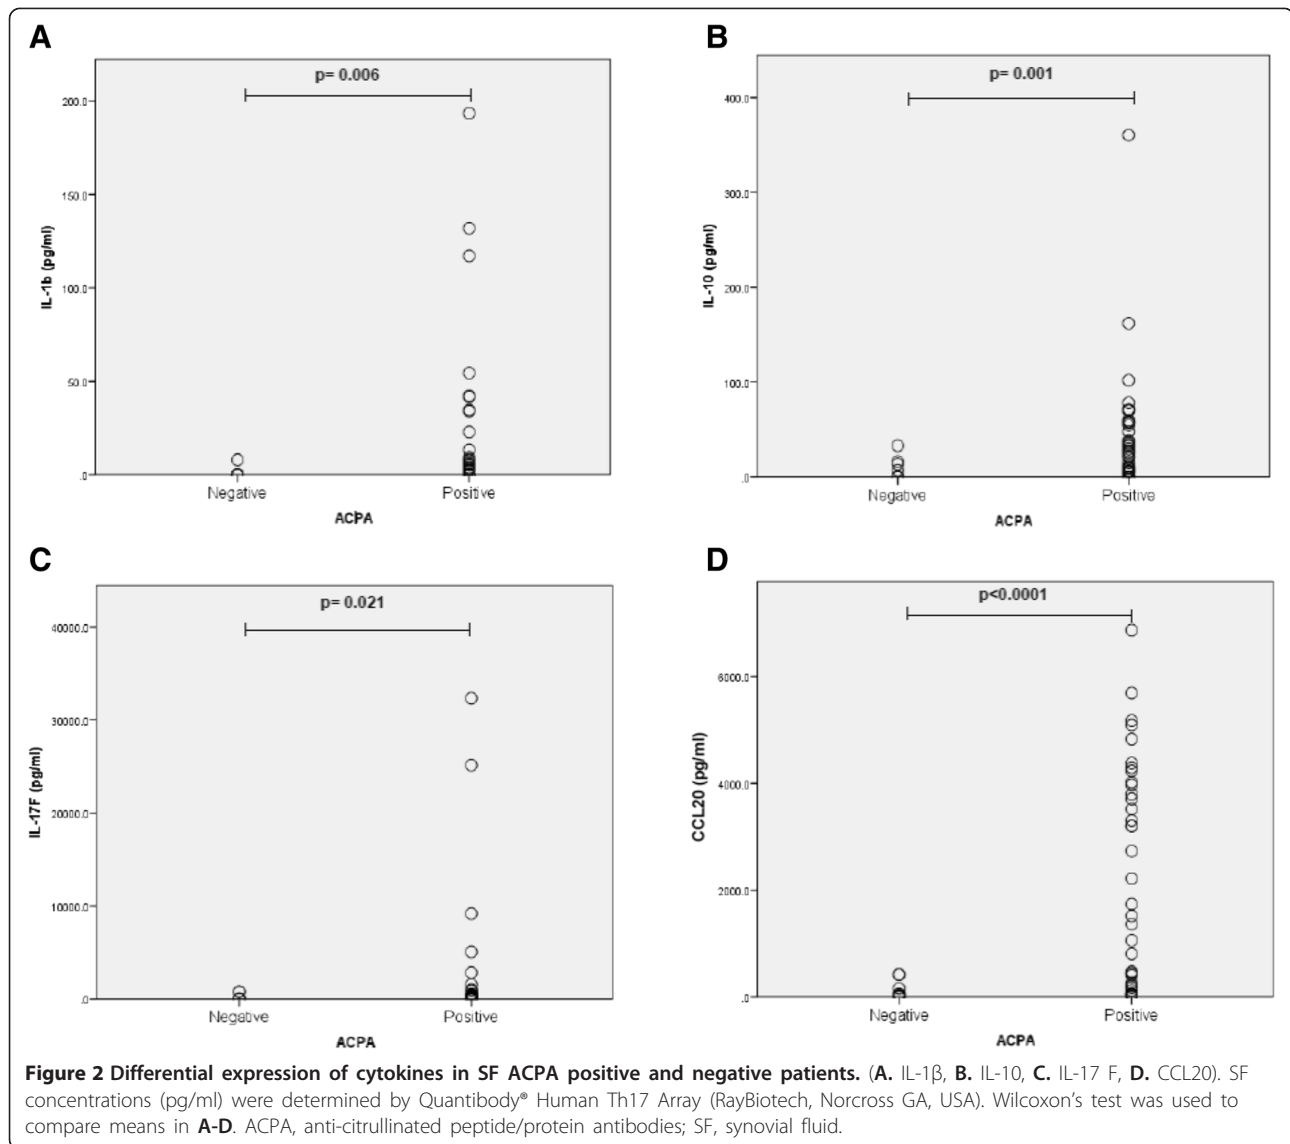 A
p= 0.006
200.0
150.0
100.0
50.0
.0
IL-1b (pg/ml)
Negative
Positive
ACPA
B
p= 0.001
400.0
300.0
200.0
100.0
.0
IL-10 (pg/ml)
Negative
Positive
ACPA
C
p= 0.021
40000.0
30000.0
20000.0
10000.0
.0
IL-17F (pg/ml)
Negative
Positive
ACPA
D
p<0.0001
6000.0
4000.0
2000.0
.0
CCL20 (pg/ml)
Negative
Positive
ACPA
Figure 2 Differential expression of cytokines in SF ACPA positive and negative patients. (A. IL-1β, B. IL-10, C. IL-17 F, D. CCL20). SF
concentrations (pg/ml) were determined by Quantibody® Human Th17 Array (RayBiotech, Norcross GA, USA). Wilcoxon's test was used to
compare means in A-D. ACPA, anti-citrullinated peptide/protein antibodies; SF, synovial fluid.